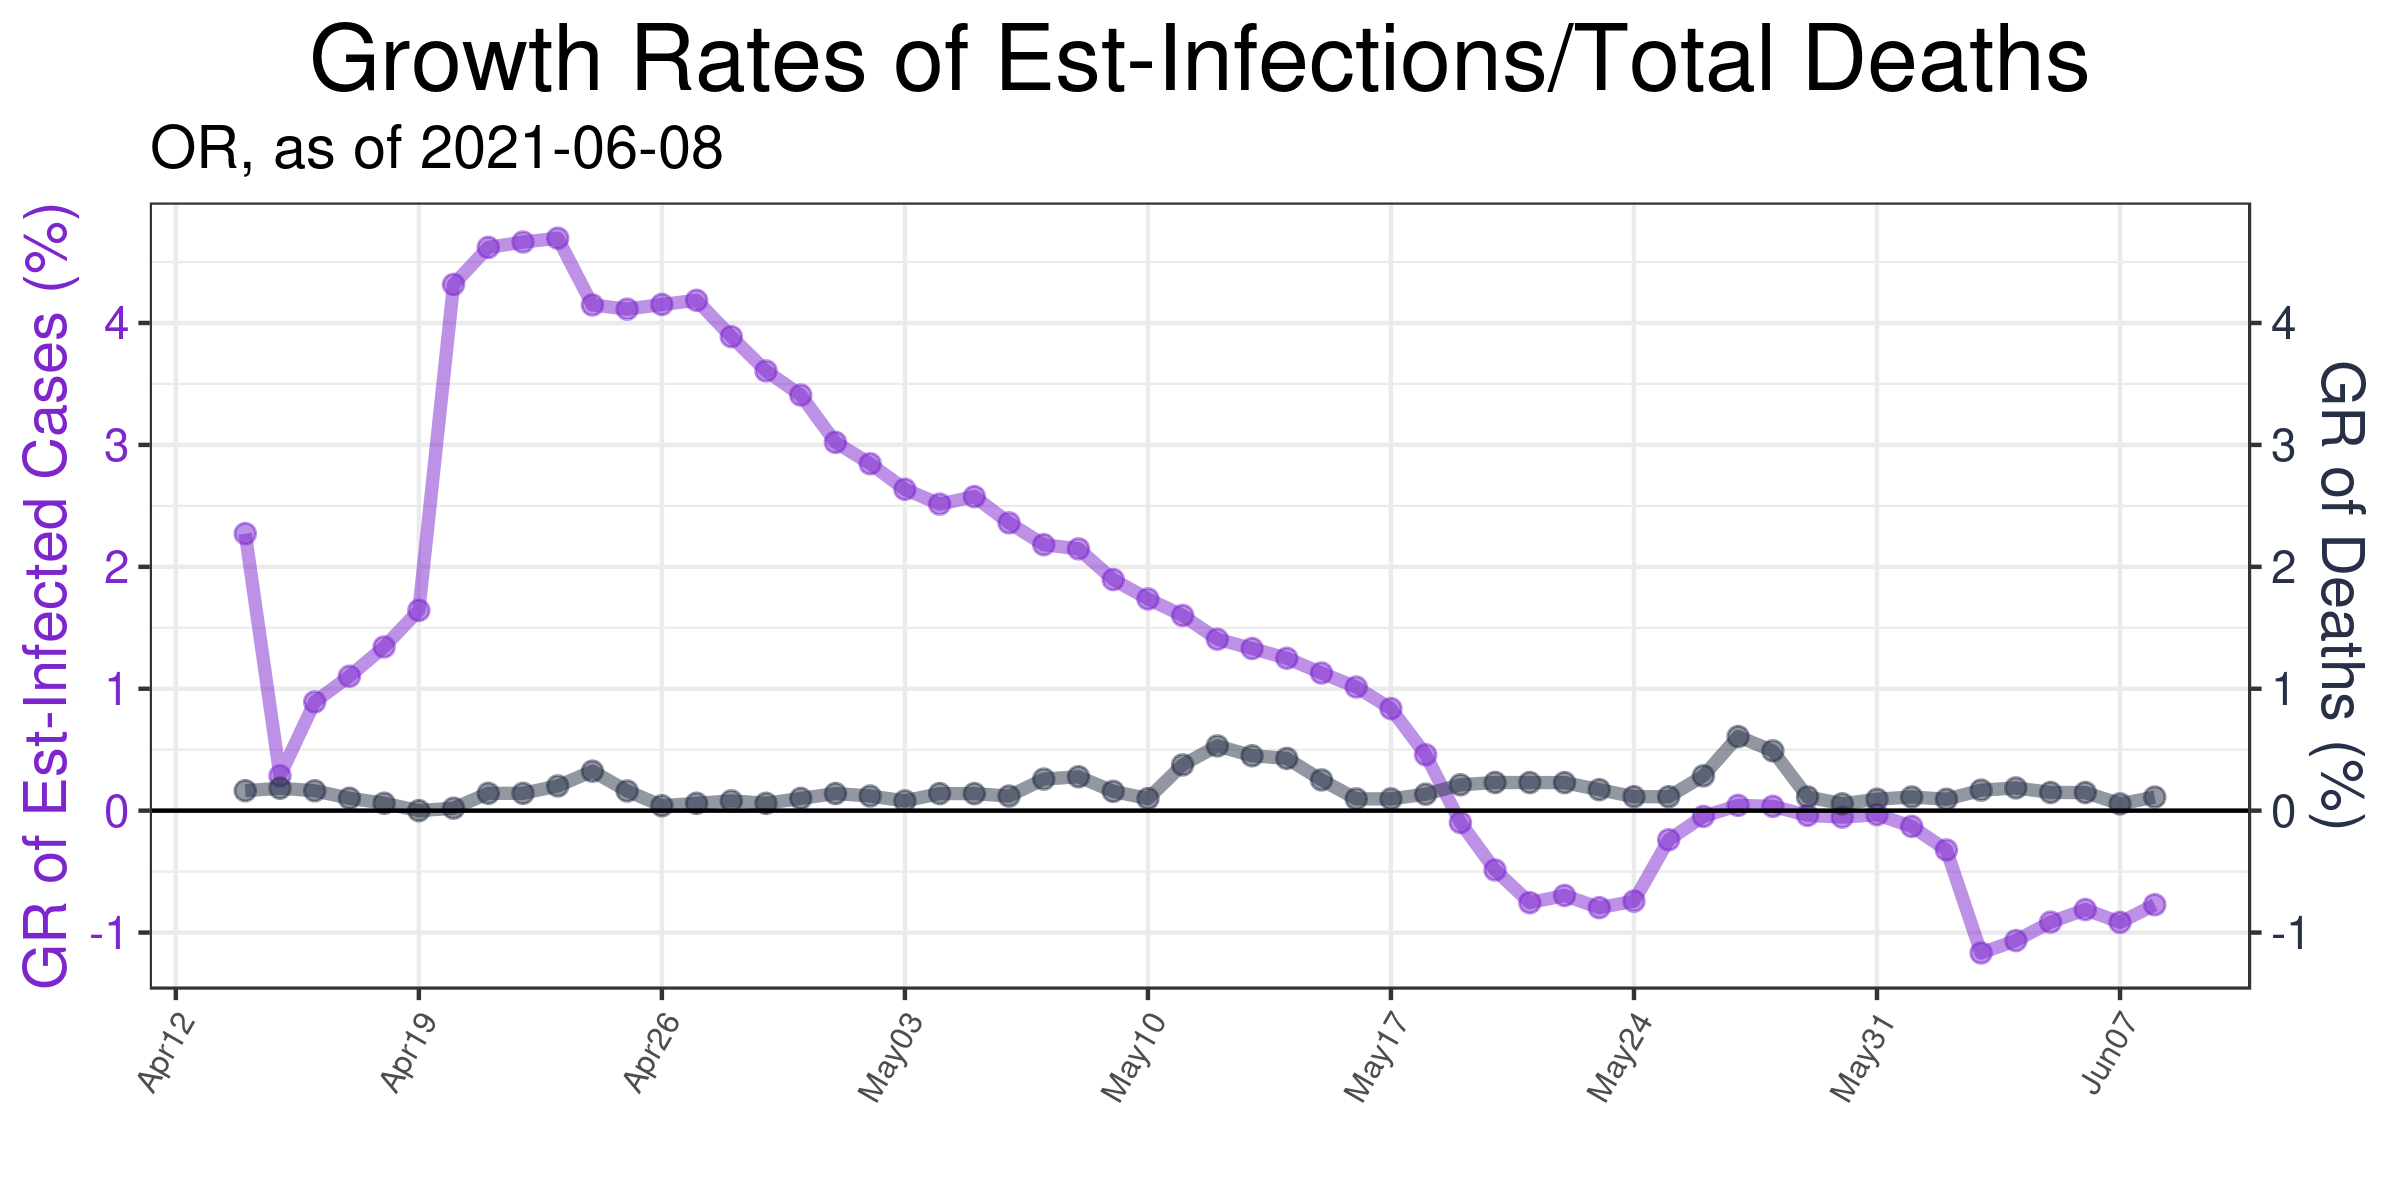 Growth Rates of Est-Infections/Total Deaths
OR, as of 2021-06-08
GR of Est-Infected Cases (%)
4
3
2
1
0
-1
4
3
2
1
0
-1
GR of Deaths (%)
Apr12
Apr19
Apr26
May03
May10
May17
May24
May31
Jun07